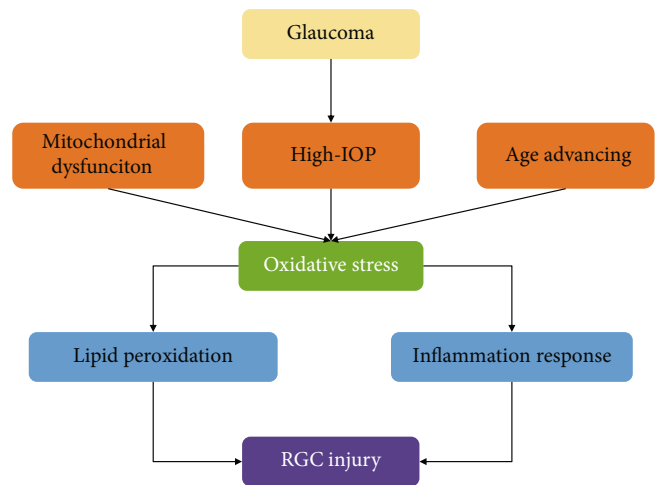 Glaucoma
Mitochondrial
dysfunciton
High-IOP
Age advancing
Oxidative stress
Lipid peroxidation
Inflammation response
RGC injury